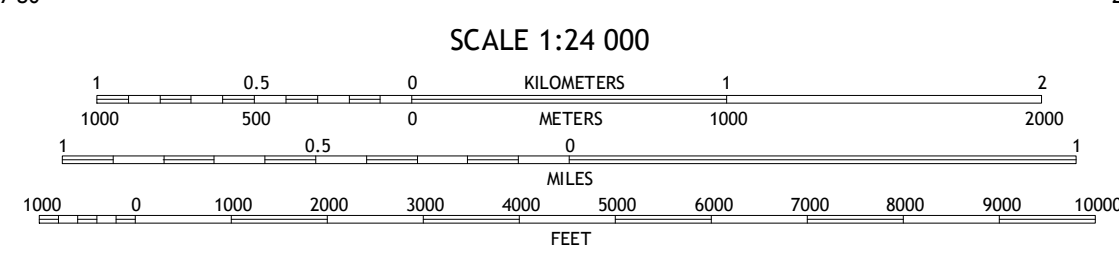 SCALE 1:24 000
1 0.5 0 KILOMETERS 1 2
1000 500 0 METERS 1000 2000
1 0.5 0 1
MILES
1000 0 1000 2000 3000 4000 5000 6000 7000 8000 9000 10000
FEET